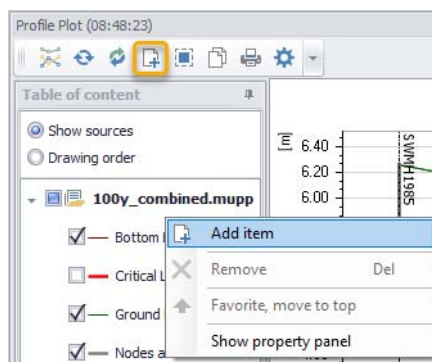 Profile Plot (08:48:23)
Table of content
Show sources
Drawing order
100y_combined.mupp
Bottom
Critical
Ground
Nodes
Add item
Remove Del
Favorite, move to top
Show property panel
[m]
6.40
6.20
6.00
SWMH1985